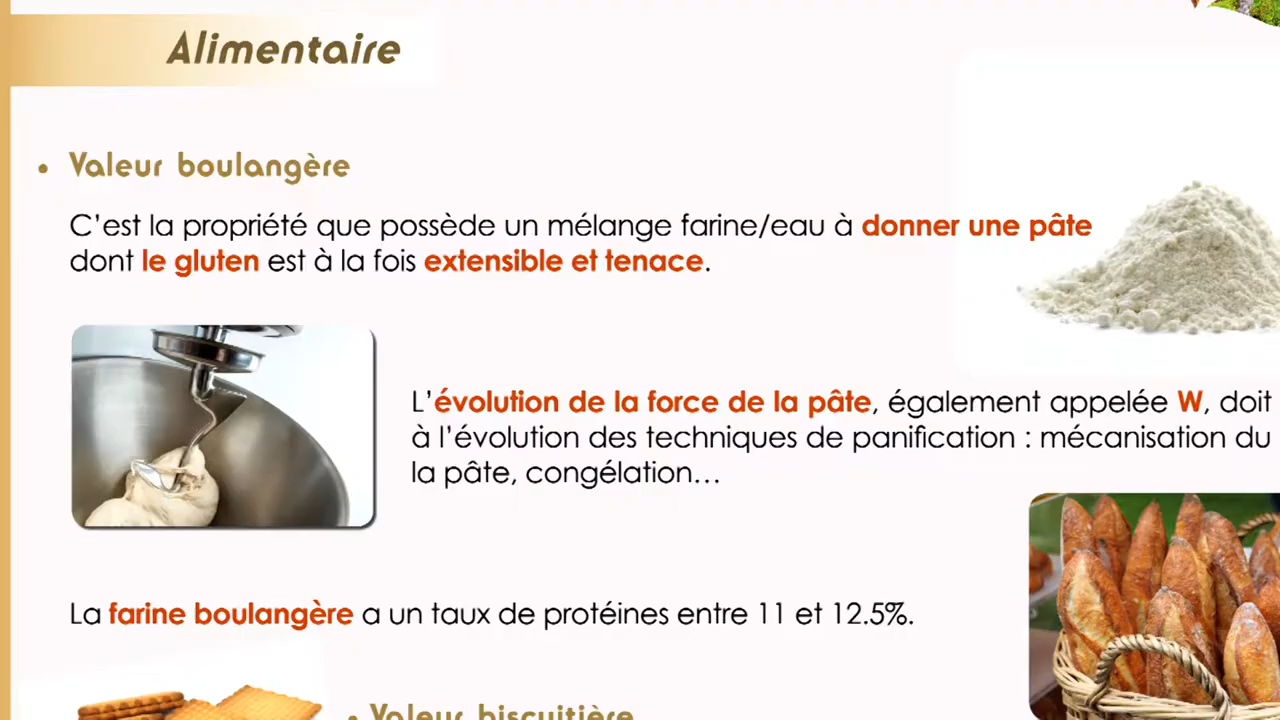 Alimentaire
• Valeur boulangère
C’est la propriété que possède un mélange farine/eau à donner une pâte
dont le gluten est à la fois extensible et tenace.
L’évolution de la force de la pâte, également appelée W, doit
à l’évolution des techniques de panification : mécanisation du
la pâte, congélation…
La farine boulangère a un taux de protéines entre 11 et 12.5%.
• Valeur biscuitière